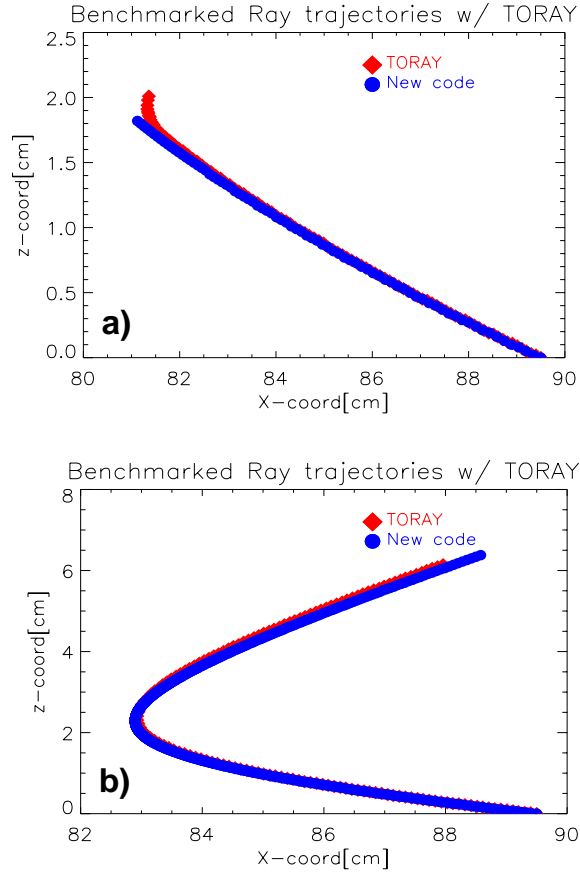 Benchmarked Ray trajectories w/ TORAY
2.5
2.0
1.5
1.0
0.5
0.0
z-coord[cm]
TORAY
New code
a)
80 82 84 86 88 90
X-coord[cm]
Benchmarked Ray trajectories w/ TORAY
8
6
4
2
0
z-coord[cm]
TORAY
New code
b)
82 84 86 88 90
X-coord[cm]